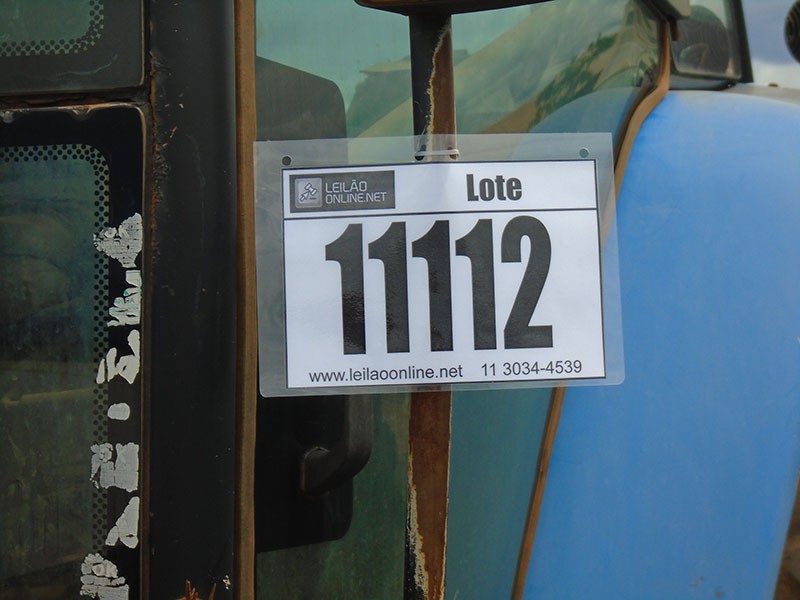 LEILÃO
ONLINE.NET
Lote
11112
www.leilaoonline.net 11 3034-4539